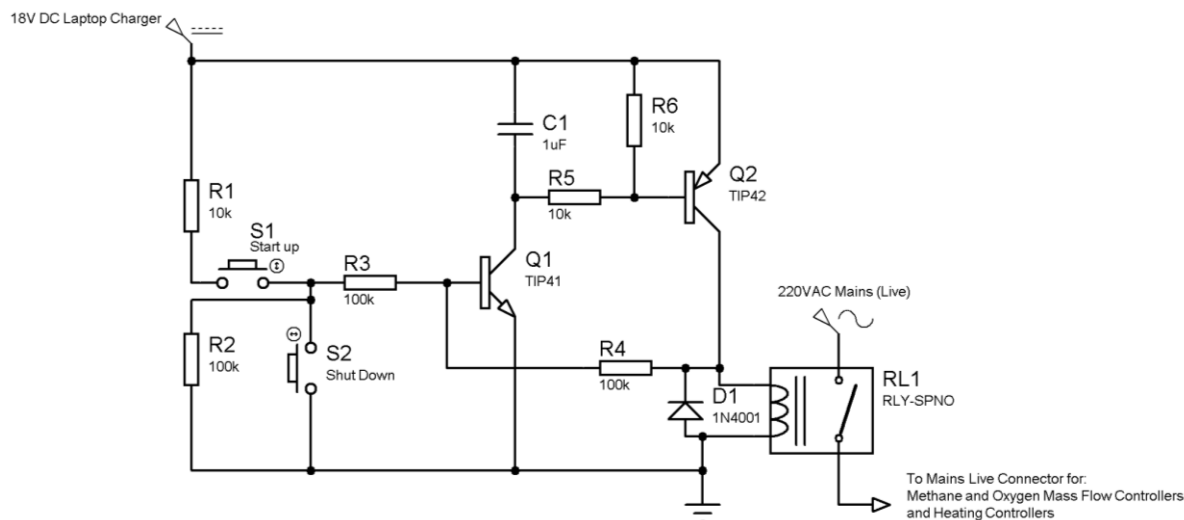 18V DC Laptop Charger
R1
10k
S1
Start up
R2
100k
S2
Shut Down
R3
100k
C1
1uF
R5
10k
R6
10k
Q1
TIP41
Q2
TIP42
R4
100k
D1
1N4001
220VAC Mains (Live)
RL1
RLY-SPNO
To Mains Live Connector for:
Methane and Oxygen Mass Flow Controllers
and Heating Controllers